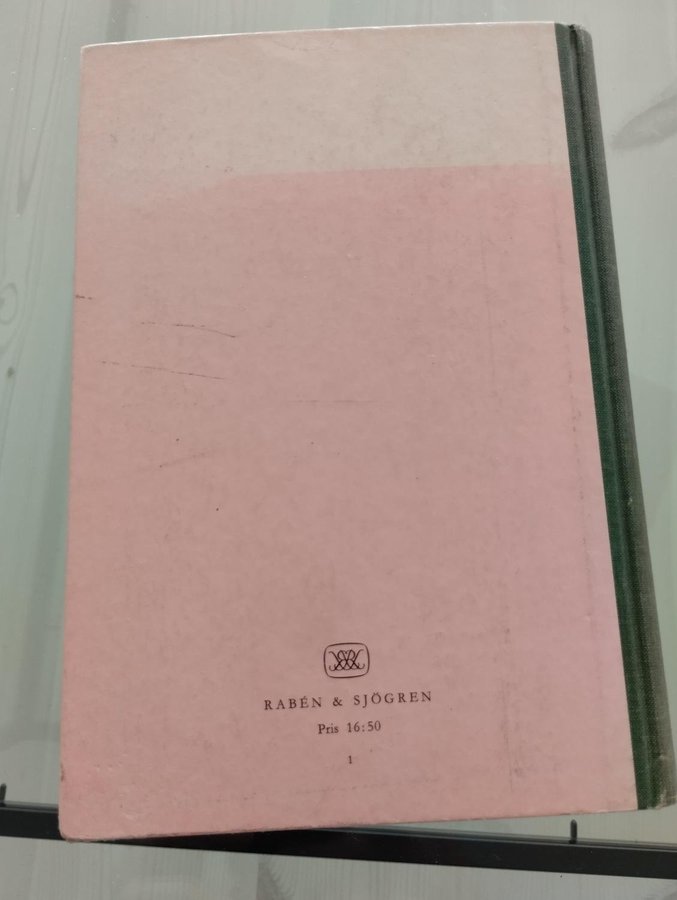 RABÉN & SJÖGREN
Pris 16:50
1